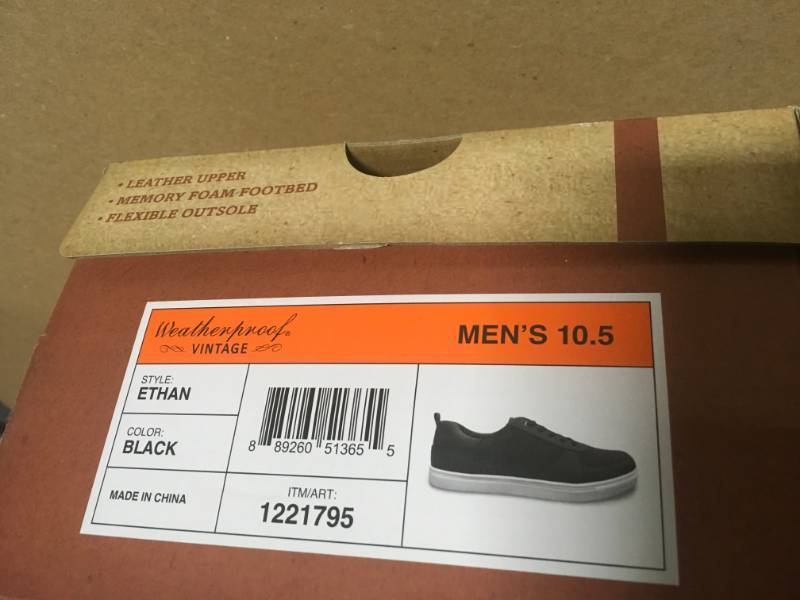 • LEATHER UPPER
• MEMORY FOAM FOOTBED
• FLEXIBLE OUTSOLE
Weatherproof®
VINTAGE
MEN'S 10.5
STYLE:
ETHAN
COLOR:
BLACK
8 89260 51365 5
MADE IN CHINA
ITM/ART:
1221795